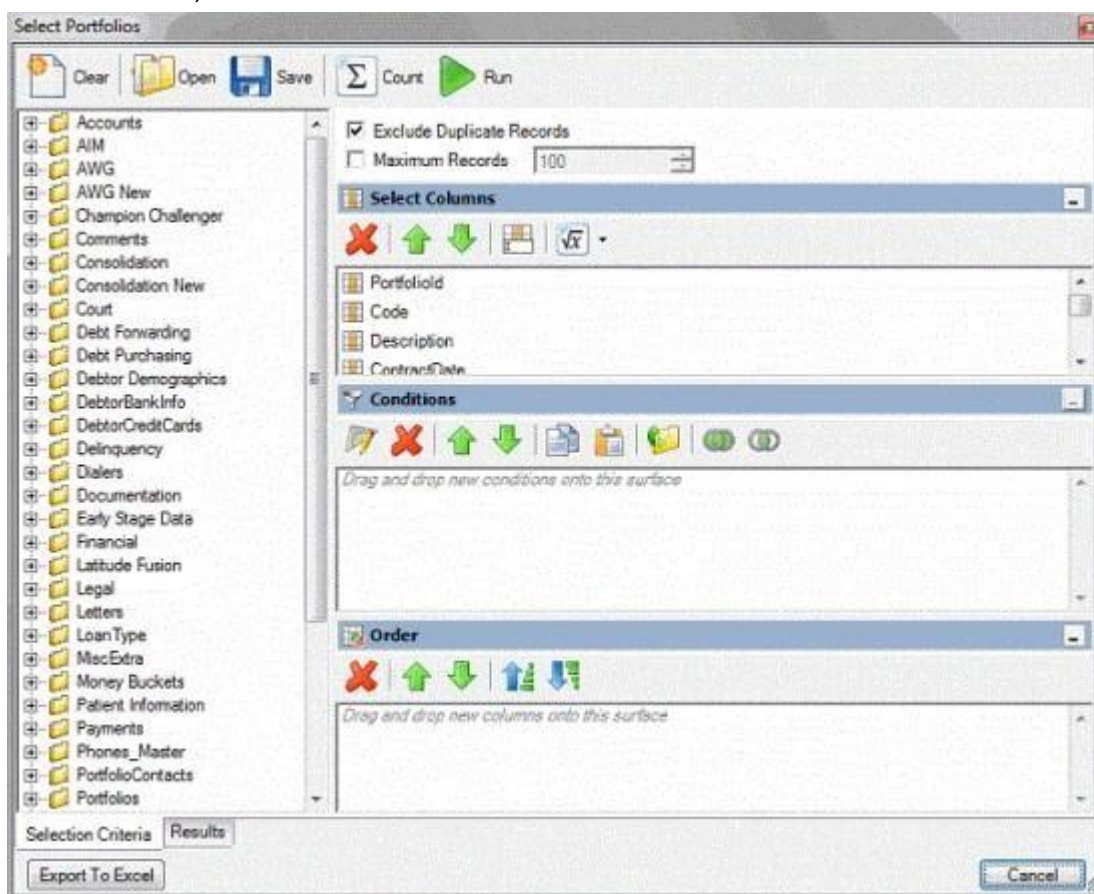 Select Portfolios
Clear Open Save Count Run
Accounts
AIM
AWG
AWG New
Champion Challenger
Comments
Consolidation
Consolidation New
Court
Debt Forwarding
Debt Purchasing
Debtor Demographics
DebtorBankInfo
DebtorCreditCards
Delinquency
Dialers
Documentation
Early Stage Data
Financial
Latitude Fusion
Legal
Letters
LoanType
MiscExtra
Money Buckets
Patient Information
Payments
Phones_Master
PortfolioContacts
Portfolios
Exclude Duplicate Records
Maximum Records 100
Select Columns
PortfolioId
Code
Description
ContractDate
Conditions
Drag and drop new conditions onto this surface
Order
Drag and drop new columns onto this surface
Selection Criteria Results
Export To Excel Cancel